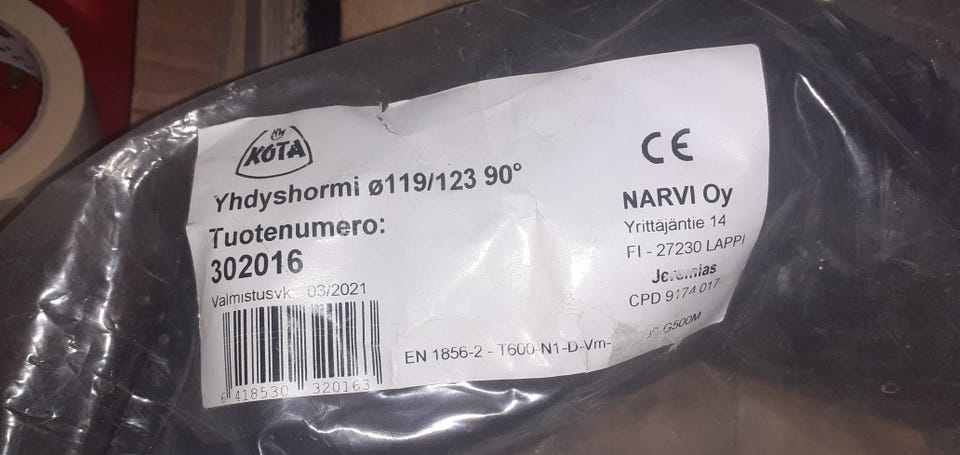 KOTA
Yhdyshormi ø119/123 90°
Tuotenumero:
302016
Valmistusvk: 03/2021
6 418530 320163
CE
NARVI Oy
Yrittäjäntie 14
FI - 27230 LAPPI
Jeremias
CPD 9174 017
EN 1856-2 - T600-N1-D-Vm- G500M